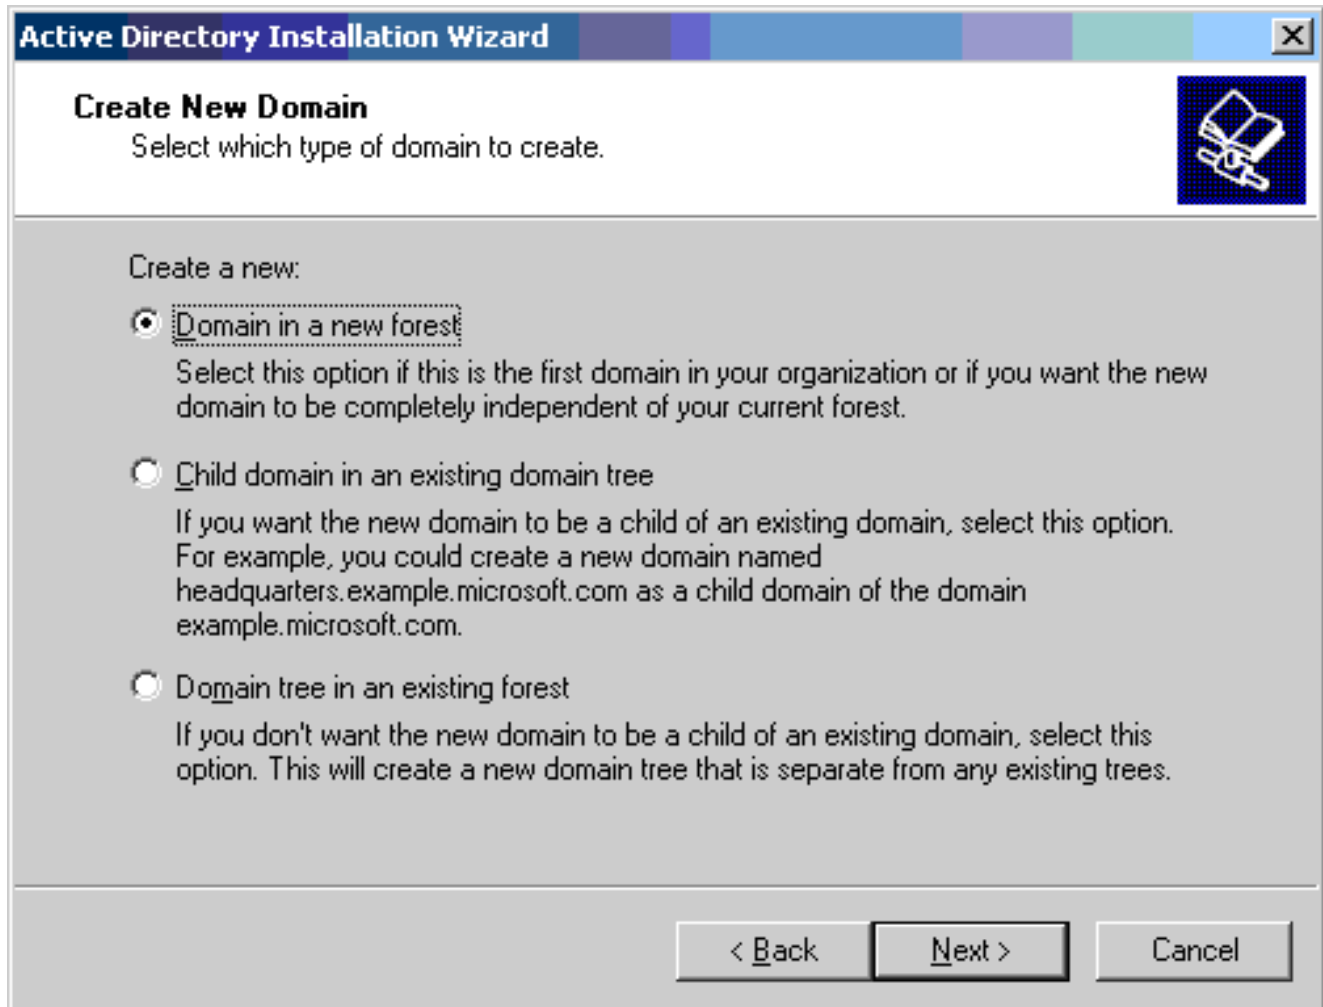 Active Directory Installation Wizard
Create New Domain
Select which type of domain to create.
Create a new:
Domain in a new forest
Select this option if this is the first domain in your organization or if you want the new
domain to be completely independent of your current forest.
Child domain in an existing domain tree
If you want the new domain to be a child of an existing domain, select this option.
For example, you could create a new domain named
headquarters.example.microsoft.com as a child domain of the domain
example.microsoft.com.
Domain tree in an existing forest
If you don't want the new domain to be a child of an existing domain, select this
option. This will create a new domain tree that is separate from any existing trees.
< Back Next > Cancel